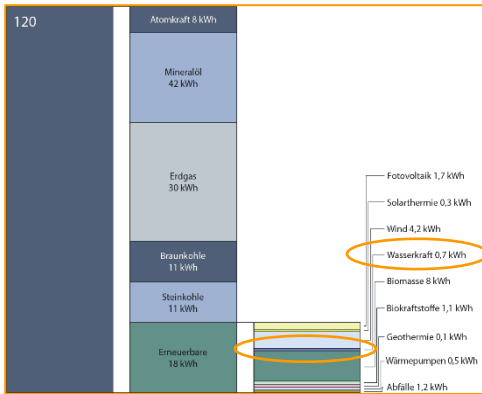 120
Atomkraft 8 kWh
Mineralöl
42 kWh
Erdgas
30 kWh
Braunkohle
11 kWh
Steinkohle
11 kWh
Erneuerbare
18 kWh
Fotovoltaik 1,7 kWh
Solarthermie 0,3 kWh
Wind 4,2 kWh
Wasserkraft 0,7 kWh
Biomasse 8 kWh
Biokraftstoffe 1,1 kWh
Geothermie 0,1 kWh
Wärmepumpen 0,5 kWh
Abfälle 1,2 kWh